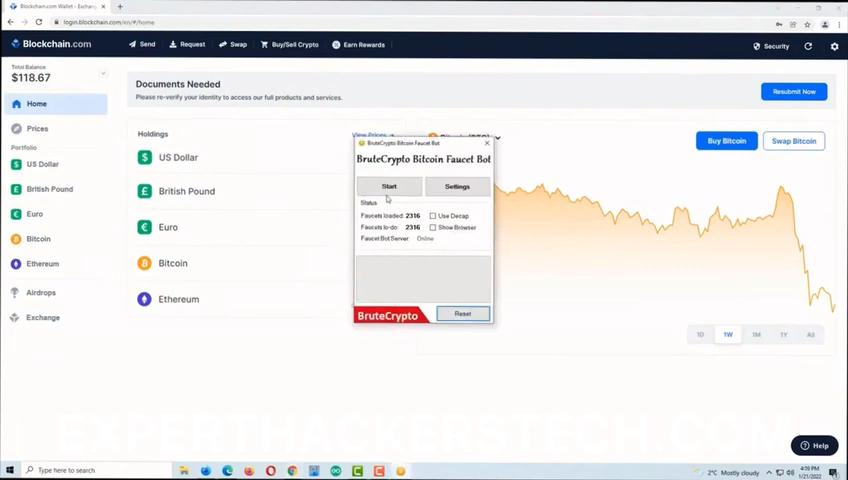 Blockchain.com Wallet - Exchan
login.blockchain.com/en/#/home
Blockchain.com
Send
Request
Swap
Buy/Sell Crypto
Earn Rewards
Security
Total Balance
$118.67
Home
Prices
Portfolio
US Dollar
British Pound
Euro
Bitcoin
Ethereum
Airdrops
Exchange
Documents Needed
Please re-verify your identity to access our full products and services.
Resubmit Now
Holdings
View Prices
US Dollar
British Pound
Euro
Bitcoin
Ethereum
Buy Bitcoin
Swap Bitcoin
1D
1W
1M
1Y
All
BruteCrypto Bitcoin Faucet Bot
BruteCrypto Bitcoin Faucet Bot
Start
Settings
Status
Faucets loaded: 2316
Use Decap
Faucets to-do: 2316
Show Browser
Faucet Bot Server: Online
BruteCrypto
Reset
EXPERTHACKERSTECH.COM
Help
Type here to search
2°C Mostly cloudy
4:19 PM
1/21/2022